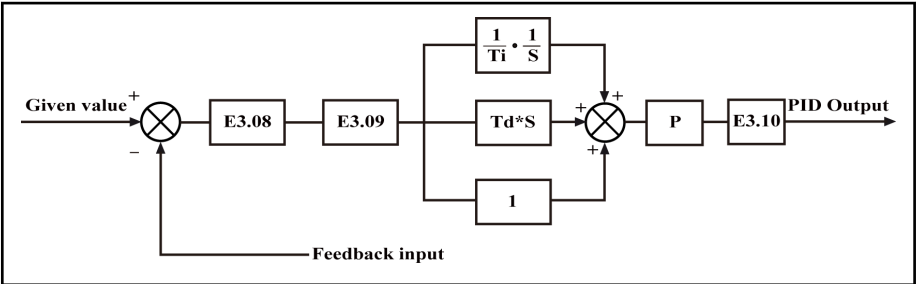 Given value
+
−
E3.08
E3.09
1/Ti · 1/S
Td*S
1
+
+
+
P
E3.10
PID Output
Feedback input